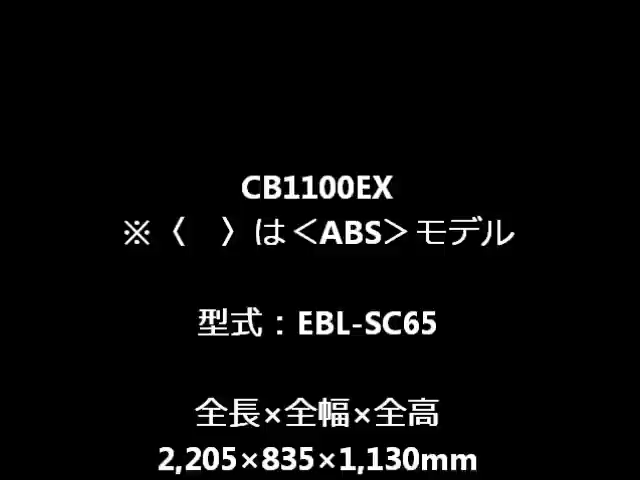 CB1100EX
※〈　〉は＜ABS＞モデル
型式：EBL-SC65
全長×全幅×全高
2,205×835×1,130mm